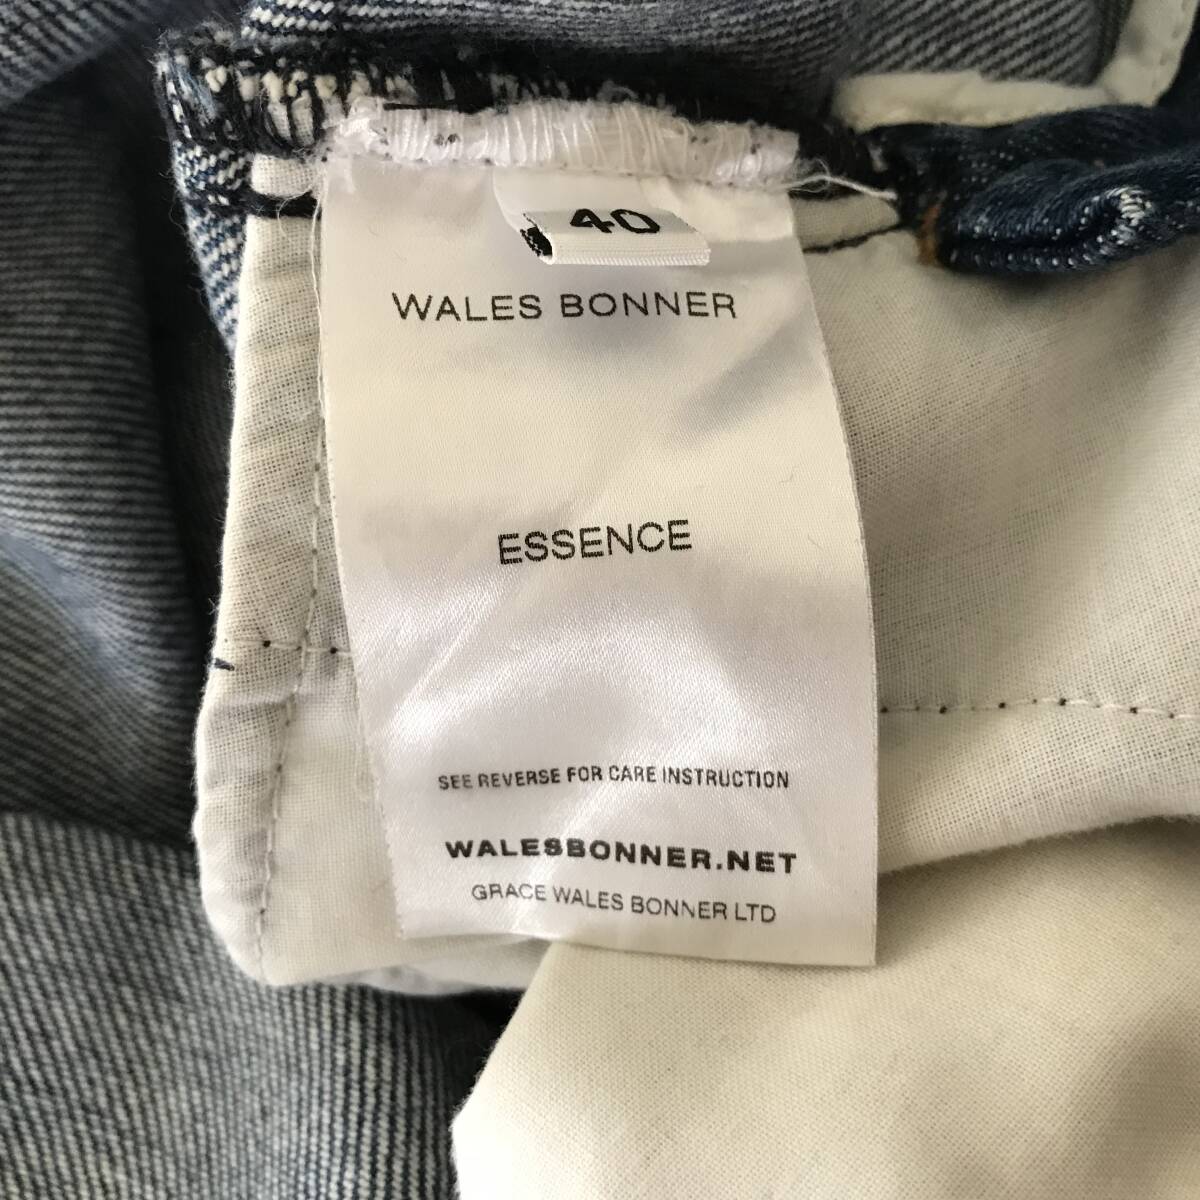 40
WALES BONNER
ESSENCE
SEE REVERSE FOR CARE INSTRUCTION
WALESBONNER.NET
GRACE WALES BONNER LTD